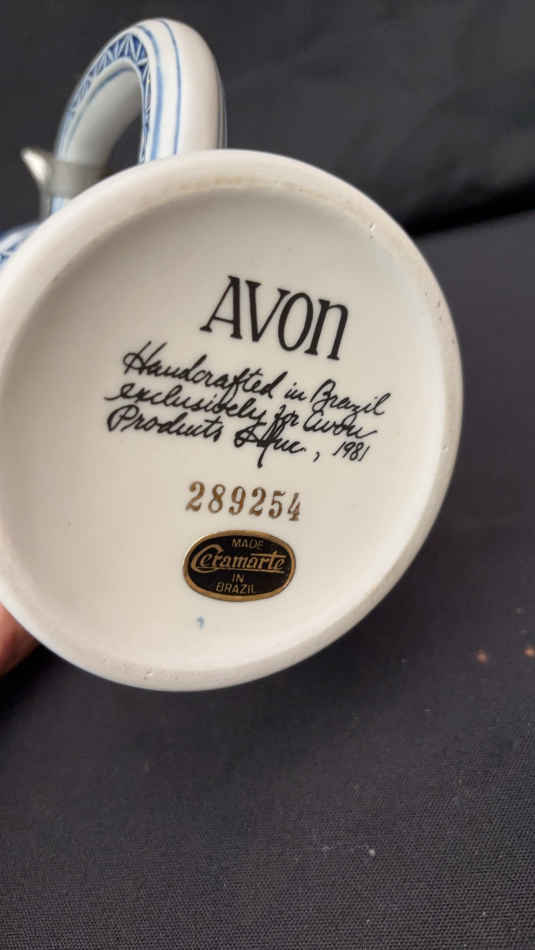 AVON
Handcrafted in Brazil
exclusively for Avon
Products Inc., 1981
289254
MADE
Ceramarte
IN
BRAZIL